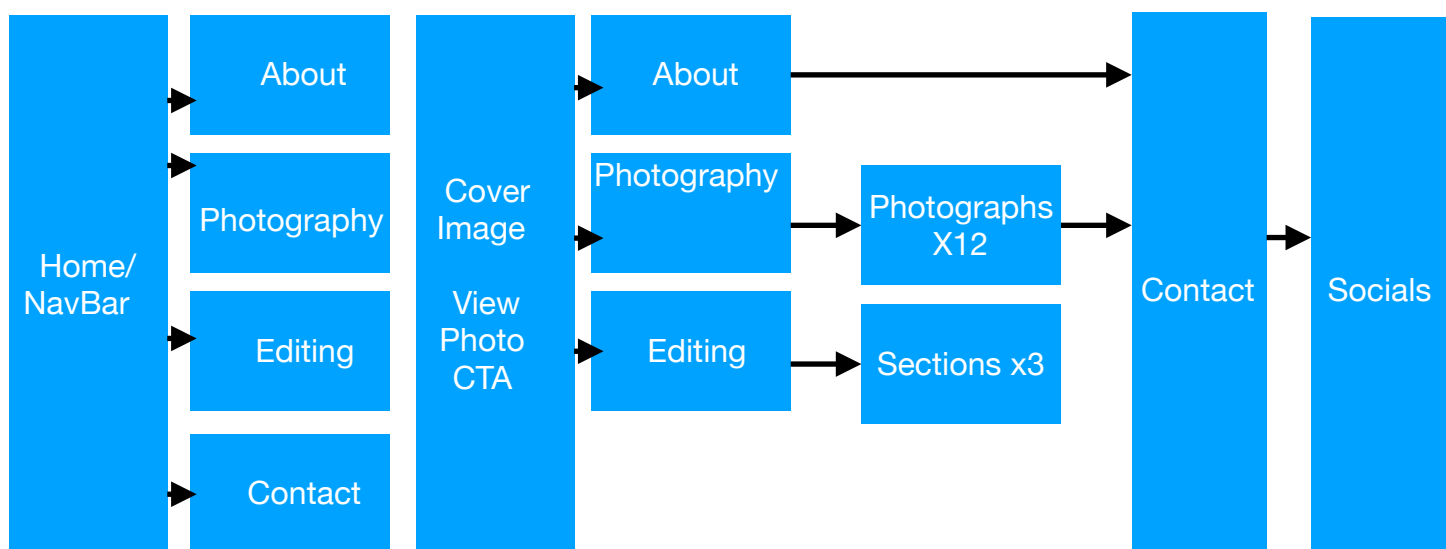 Home/
NavBar
About
Photography
Editing
Contact
Cover
Image
View
Photo
CTA
About
Photography
Editing
Photographs
X12
Sections x3
Contact
Socials